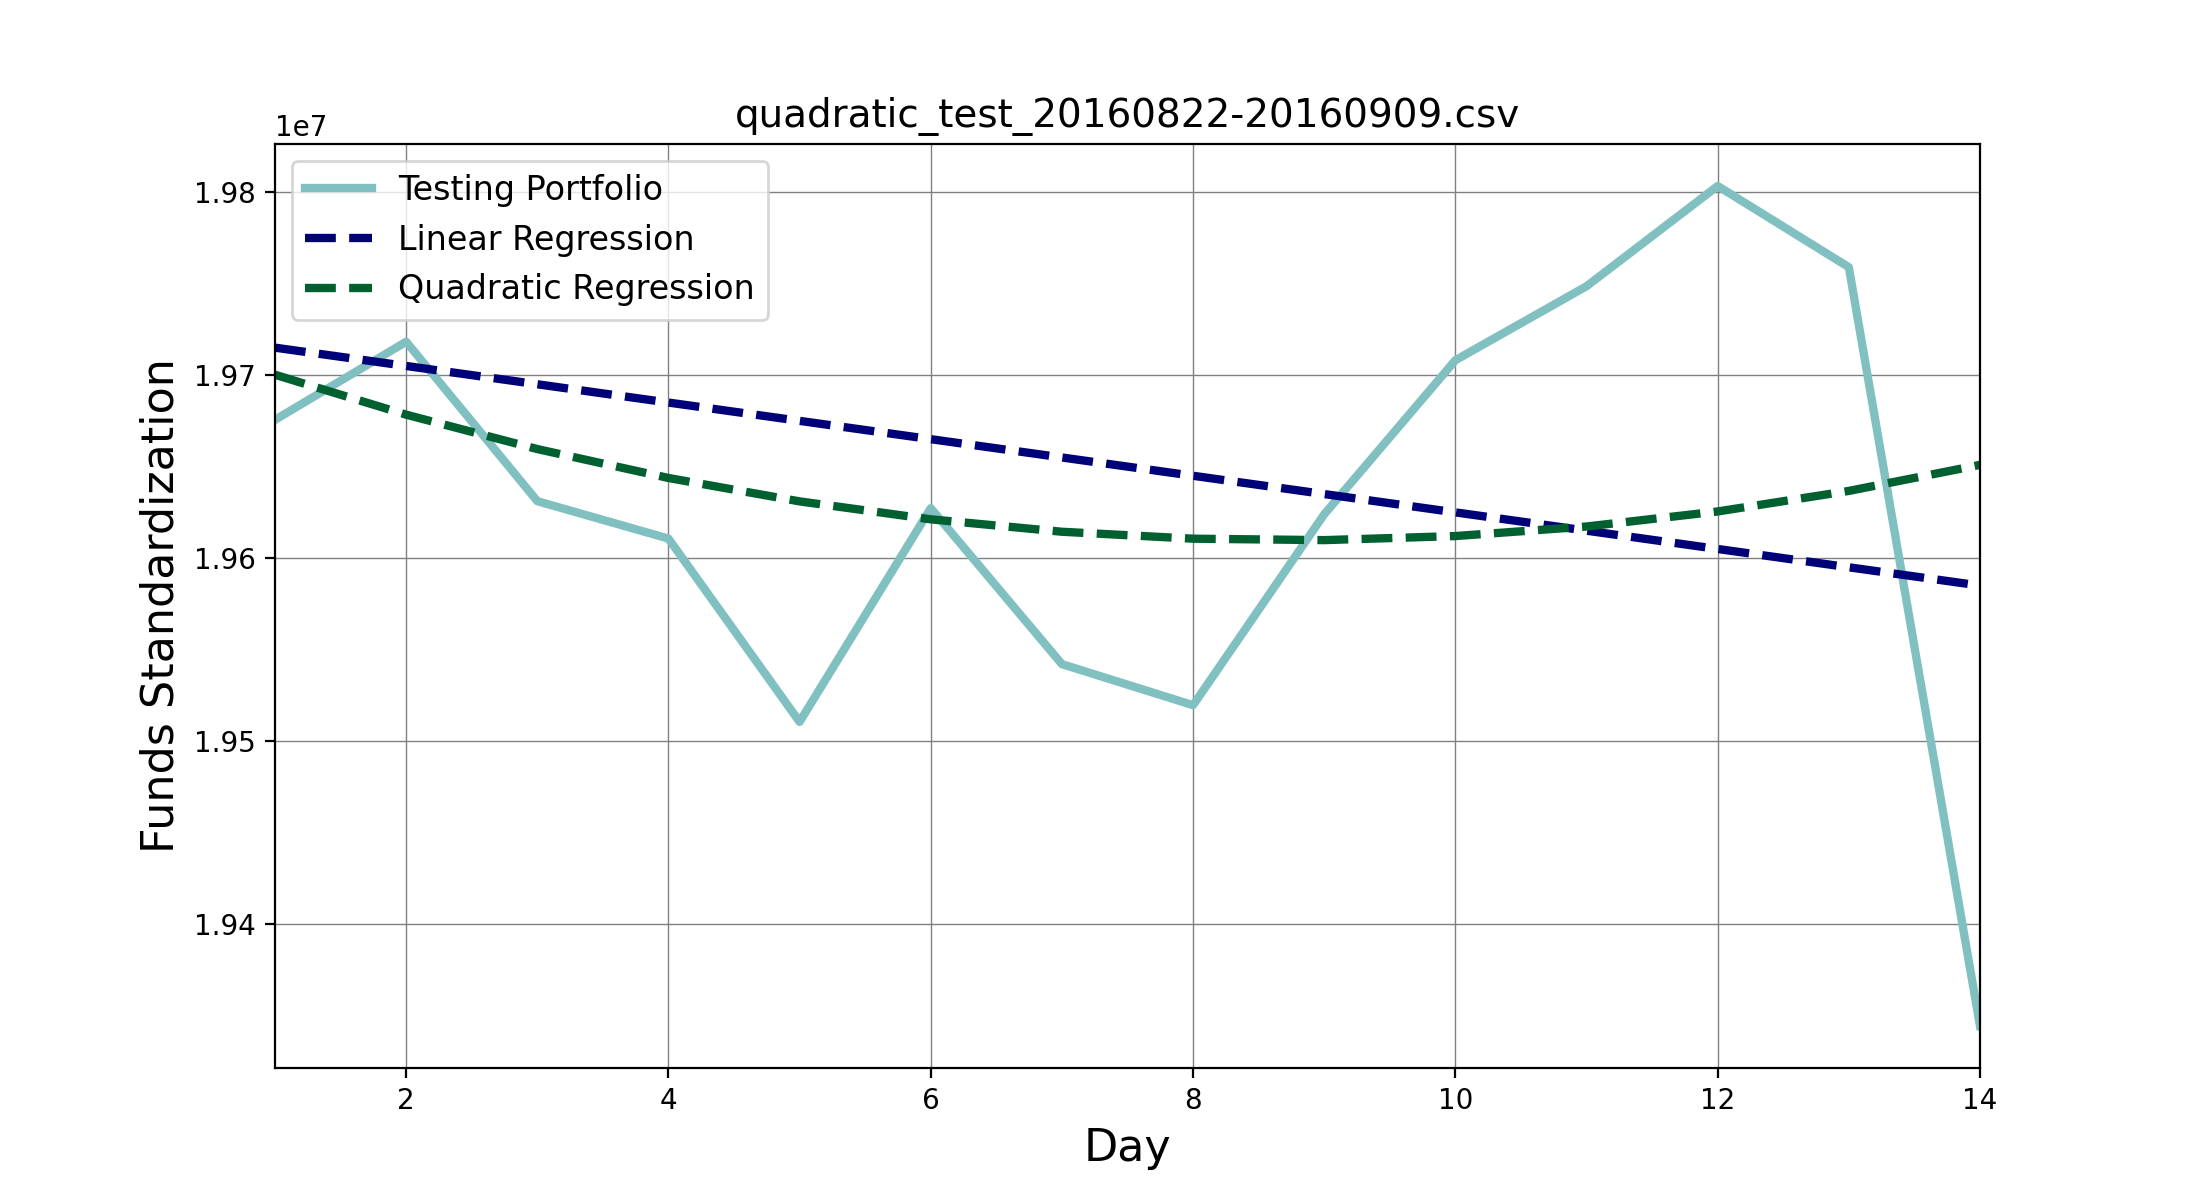 quadratic_test_20160822-20160909.csv
1e7
Testing Portfolio
Linear Regression
Quadratic Regression
1.98
1.97
1.96
1.95
1.94
Funds Standardization
2 4 6 8 10 12 14
Day